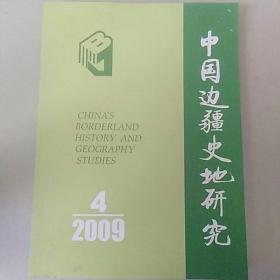 CHINA'S
BORDERLAND
HISTORY AND
GEOGRAPHY
STUDIES
4
2009
中国边疆史地研究